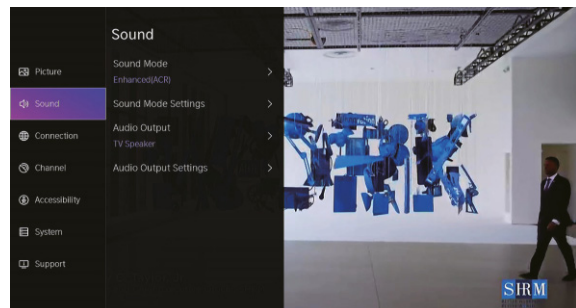 Sound
Picture
Sound
Connection
Channel
Accessibility
System
Support
Sound Mode
Enhanced(ACR)
Sound Mode Settings
Audio Output
TV Speaker
Audio Output Settings
SHRM